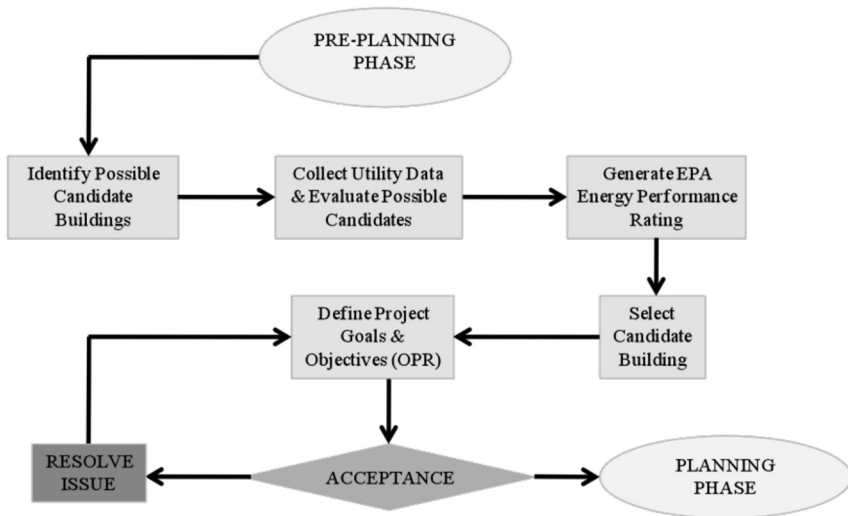 PRE-PLANNING
PHASE
Identify Possible
Candidate
Buildings
Collect Utility Data
& Evaluate Possible
Candidates
Generate EPA
Energy Performance
Rating
Define Project
Goals &
Objectives (OPR)
Select
Candidate
Building
RESOLVE
ISSUE
ACCEPTANCE
PLANNING
PHASE